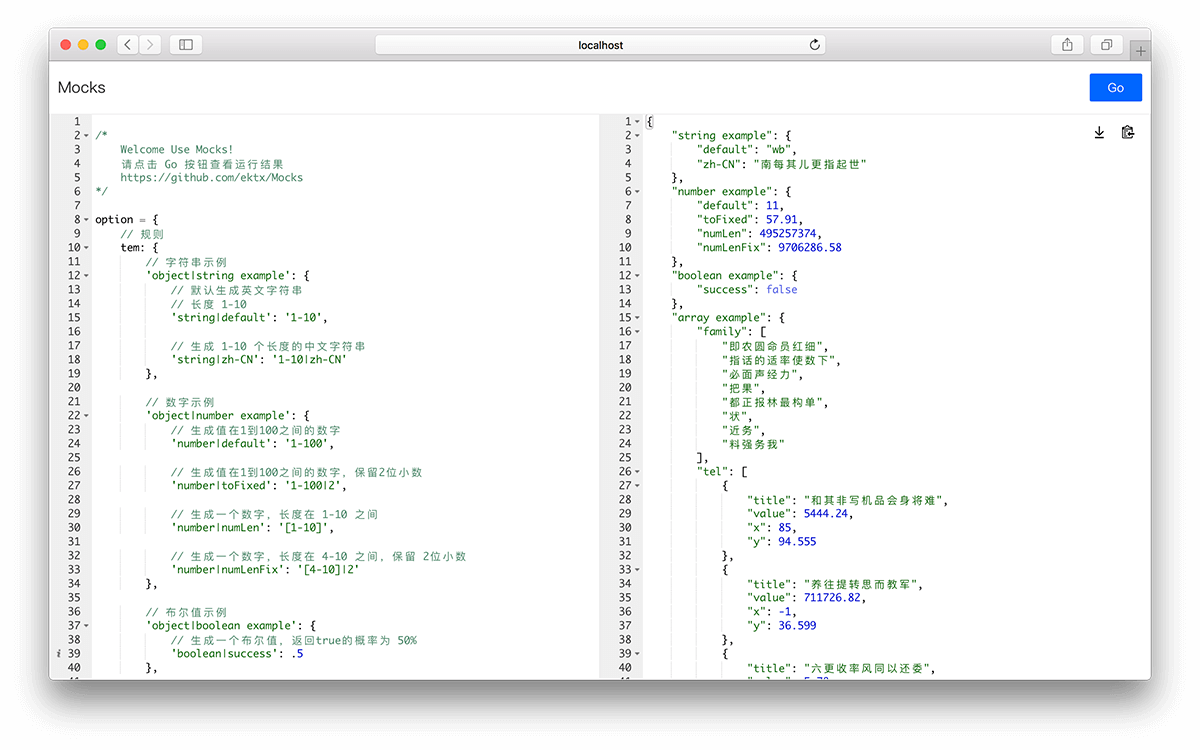 localhost
Mocks
Go
1
2 /*
3 Welcome Use Mocks!
4 请点击 Go 按钮查看运行结果
5 https://github.com/ektx/Mocks
6 */
7
8 option = {
9 // 规则
10 tem: {
11 // 字符串示例
12 'object|string example': {
13 // 默认生成英文字符串
14 // 长度 1-10
15 'string|default': '1-10',
16
17 // 生成 1-10 个长度的中文字符串
18 'string|zh-CN': '1-10|zh-CN'
19 },
20
21 // 数字示例
22 'object|number example': {
23 // 生成值在1到100之间的数字
24 'number|default': '1-100',
25
26 // 生成值在1到100之间的数字, 保留2位小数
27 'number|toFixed': '1-100|2',
28
29 // 生成一个数字, 长度在 1-10 之间
30 'number|numLen': '[1-10]',
31
32 // 生成一个数字, 长度在 4-10 之间, 保留 2位小数
33 'number|numLenFix': '[4-10]|2'
34 },
35
36 // 布尔值示例
37 'object|boolean example': {
38 // 生成一个布尔值, 返回true的概率为 50%
39 'boolean|success': .5
40 },
1 {
2 "string example": {
3 "default": "wb",
4 "zh-CN": "南每其儿更指起世"
5 },
6 "number example": {
7 "default": 11,
8 "toFixed": 57.91,
9 "numLen": 495257374,
10 "numLenFix": 9706286.58
11 },
12 "boolean example": {
13 "success": false
14 },
15 "array example": {
16 "family": [
17 "即农圆命员红细",
18 "指话的适率使数下",
19 "必面声经力",
20 "把果",
21 "都正报林最构单",
22 "状",
23 "近务",
24 "料强务我"
25 ],
26 "tel": [
27 {
28 "title": "和其非写机品会身将难",
29 "value": 5444.24,
30 "x": 85,
31 "y": 94.555
32 },
33 {
34 "title": "养往提转思而教军",
35 "value": 711726.82,
36 "x": -1,
37 "y": 36.599
38 },
39 {
40 "title": "六更收率风同以还委",